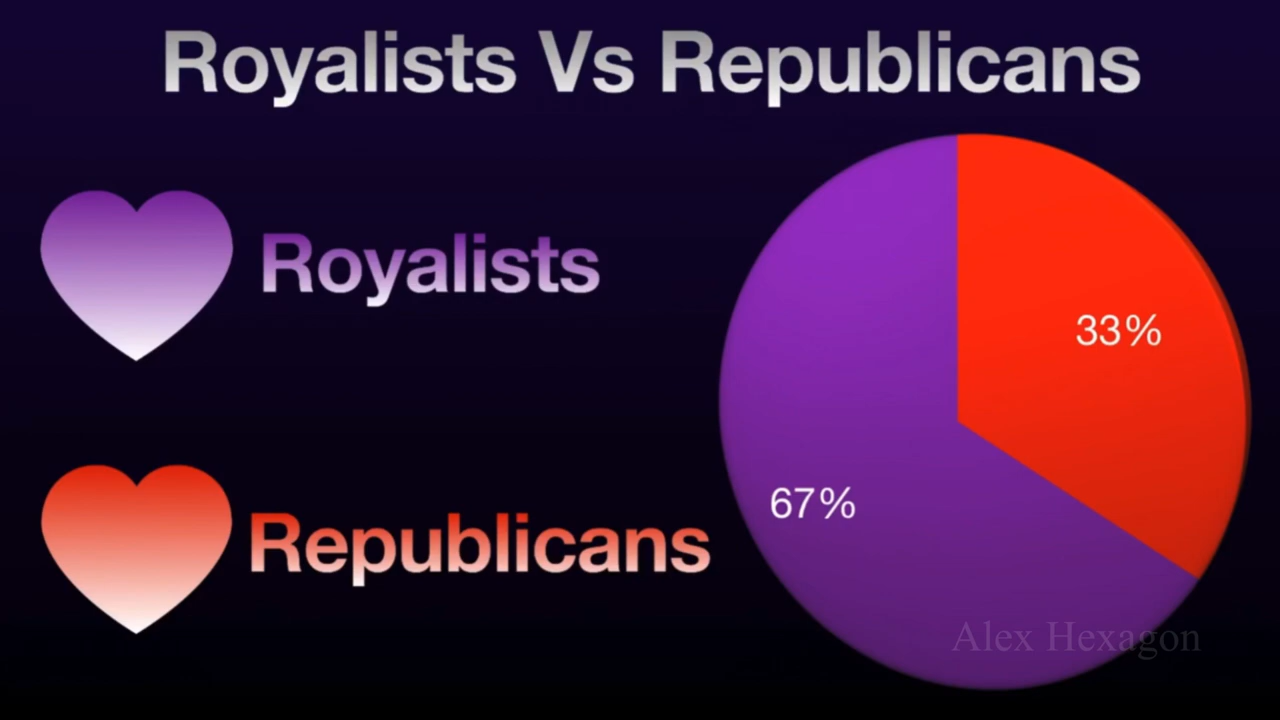 Royalists Vs Republicans
Royalists
33%
67%
Republicans
Alex Hexagon